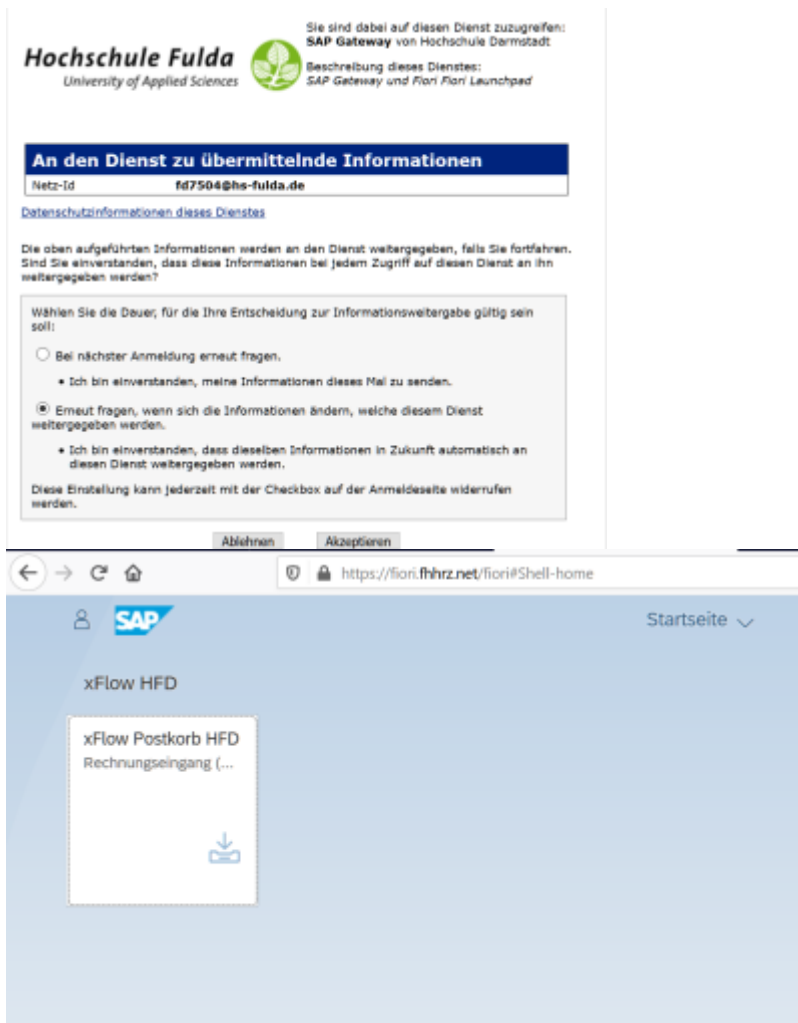 Hochschule Fulda
University of Applied Sciences
Sie sind dabei auf diesen Dienst zuzugreifen:
SAP Gateway von Hochschule Darmstadt
Beschreibung dieses Dienstes:
SAP Gateway und Fiori Fiori Launchpad
An den Dienst zu übermittelnde Informationen
Netz-Id fd7504@hs-fulda.de
Datenschutzinformationen dieses Dienstes
Die oben aufgeführten Informationen werden an den Dienst weitergegeben, falls Sie fortfahren.
Sind Sie einverstanden, dass diese Informationen bei jedem Zugriff auf diesen Dienst an ihn
weitergegeben werden?
Wählen Sie die Dauer, für die Ihre Entscheidung zur Informationsweitergabe gültig sein
soll:
Bei nächster Anmeldung erneut fragen.
• Ich bin einverstanden, meine Informationen dieses Mal zu senden.
Erneut fragen, wenn sich die Informationen ändern, welche diesem Dienst
weitergegeben werden.
• Ich bin einverstanden, dass dieselben Informationen in Zukunft automatisch an
diesen Dienst weitergegeben werden.
Diese Einstellung kann jederzeit mit der Checkbox auf der Anmeldeseite widerrufen
werden.
Ablehnen Akzeptieren
https://fiori.fhhrz.net/fiori#Shell-home
SAP Startseite
xFlow HFD
xFlow Postkorb HFD
Rechnungseingang (...